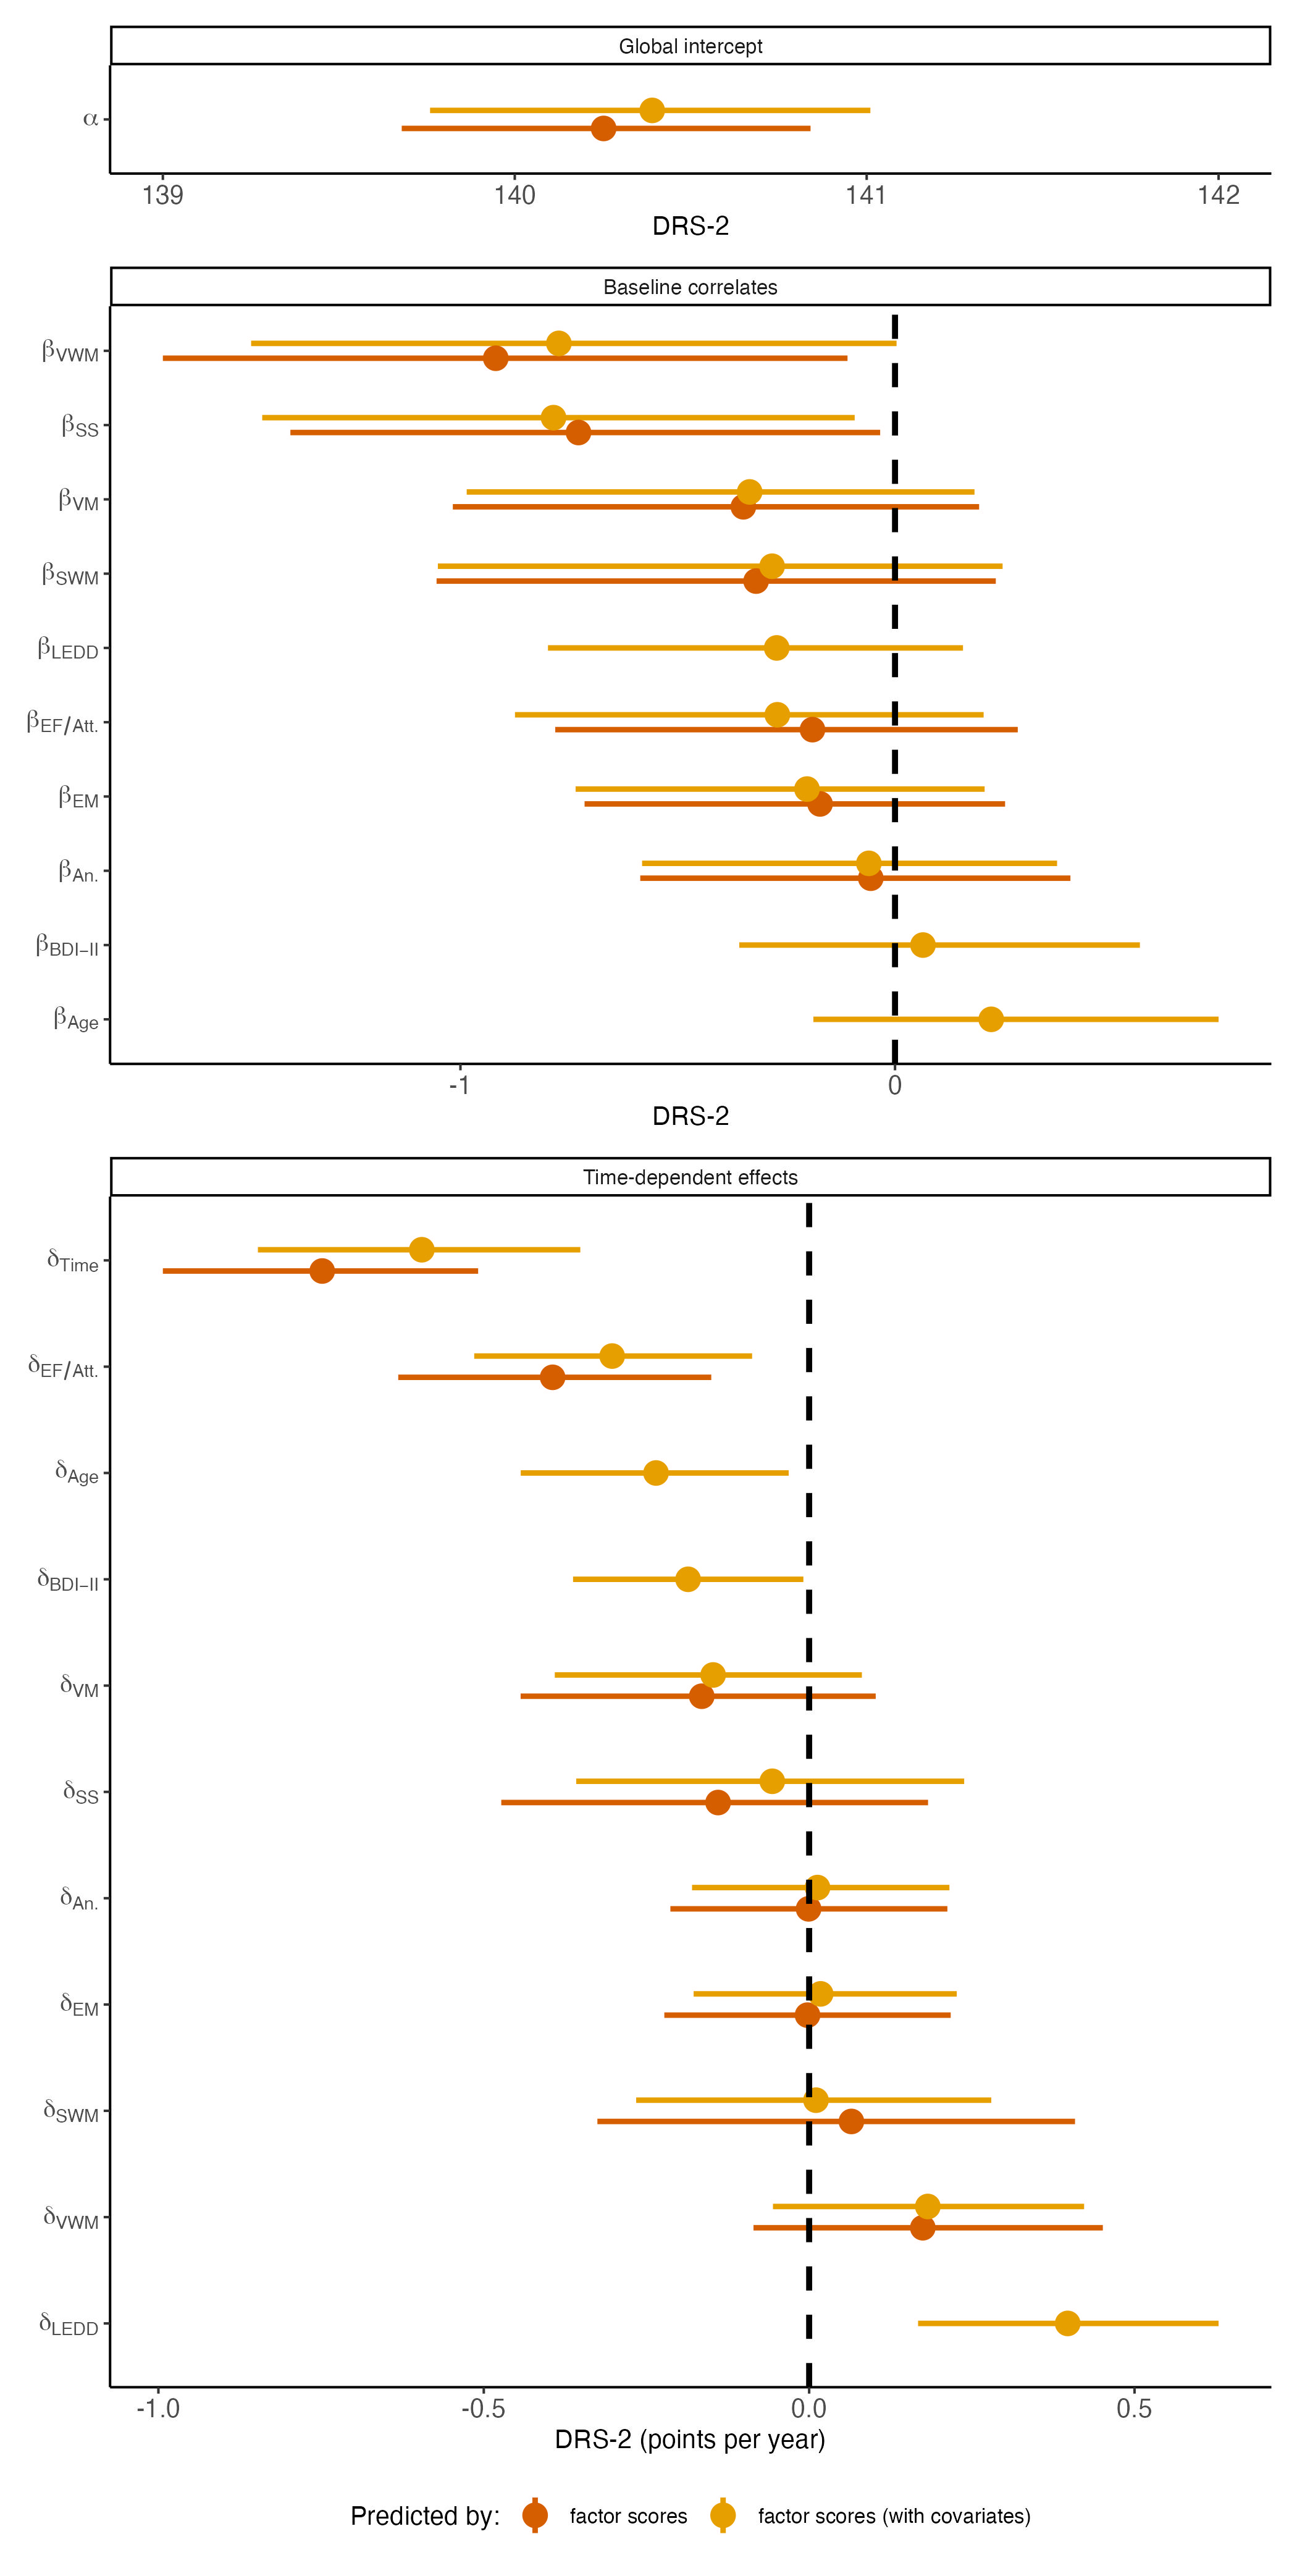 Global intercept
α
139 140 141 142
DRS-2
Baseline correlates
βVWM
βSS
βVM
βSWM
βLEDD
βEF/Att.
βEM
βAn.
βBDI−II
βAge
-1 0
DRS-2
Time-dependent effects
δTime
δEF/Att.
δAge
δBDI−II
δVM
δSS
δAn.
δEM
δSWM
δVWM
δLEDD
-1.0 -0.5 0.0 0.5
DRS-2 (points per year)
Predicted by: factor scores factor scores (with covariates)